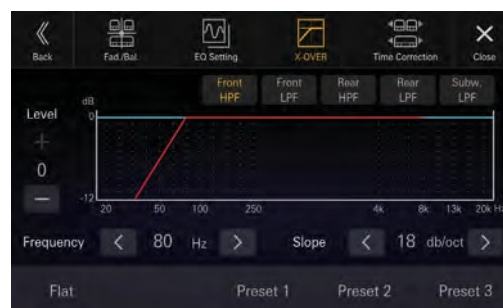 Back Fad./Bal. EQ Setting X-OVER Time Correction Close
Front HPF Front LPF Rear HPF Rear LPF Subw. LPF
dB
Level
0
+
0
-12
20 50 100 250 4k 8k 13k 20k Hz
Frequency < 80 Hz > Slope < 18 db/oct >
Flat Preset 1 Preset 2 Preset 3